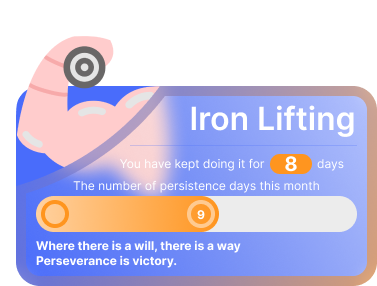 Iron Lifting
You have kept doing it for 8 days
The number of persistence days this month
9
Where there is a will, there is a way
Perseverance is victory.